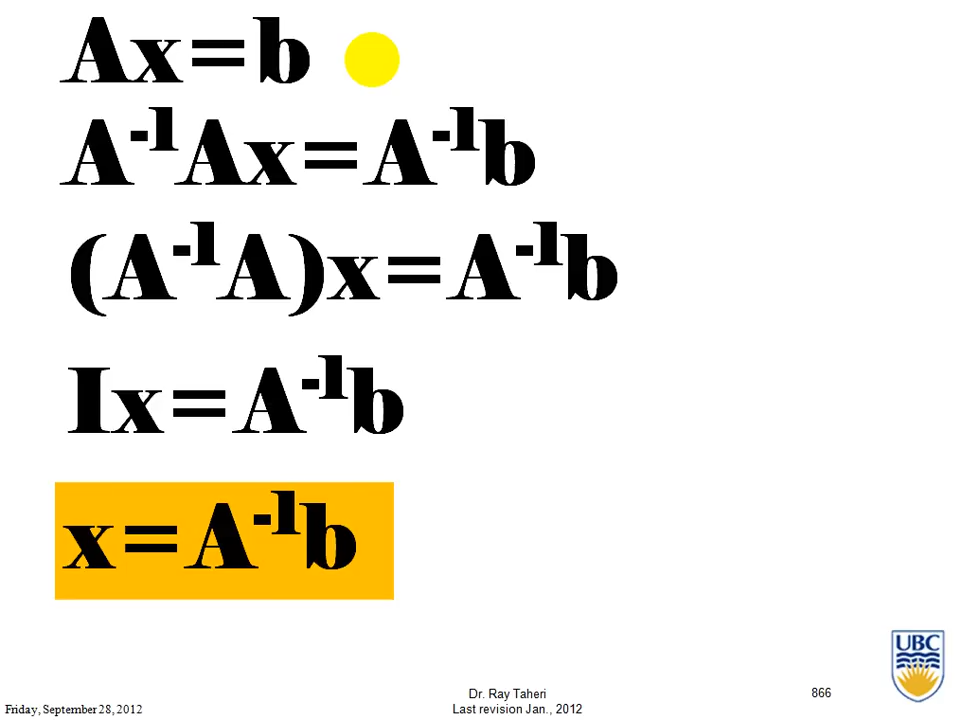 Ax=b
A⁻¹Ax=A⁻¹b
(A⁻¹A)x=A⁻¹b
Ix=A⁻¹b
x=A⁻¹b
UBC
Dr. Ray Taheri
866
Friday, September 28, 2012
Last revision Jan., 2012